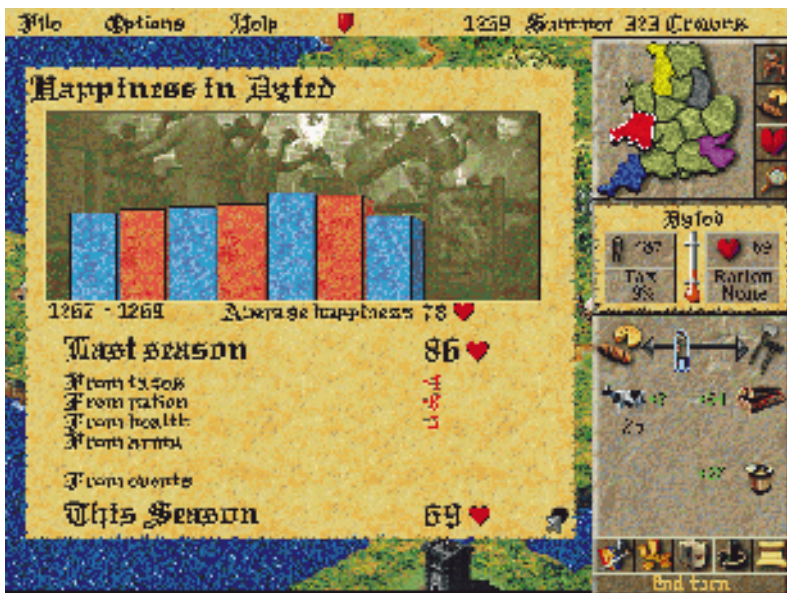 File Options Help 1269 Summer 323 Crowns
Happiness in Dyfed
1267 - 1269 Average happiness 78
Last season 86
From taxes -4
From ration -8
From health -5
From army
From events
This Season 69
Dyfed
69
Tax
9%
Ration
None
25
End turn